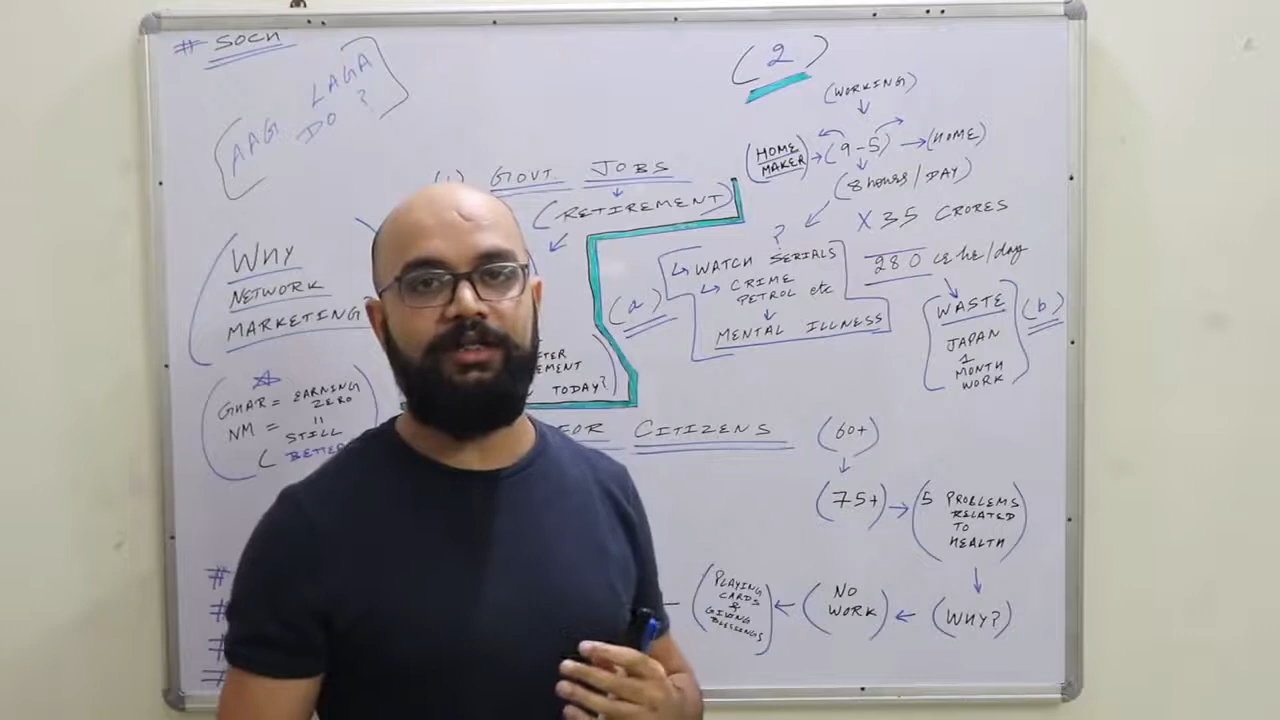 # SOCH
AAG LAGA
DO ?
WHY
NETWORK
MARKETING
GHAR = EARNING
ZERO
NM = "
STILL
( BETTER
GOVT JOBS
(RETIREMENT)
TODAY?)
FOR CITIZENS
(2)
(WORKING)
(HOME
MAKER) → (9-5) → (HOME)
(8 HOURS / DAY)
X 35 CRORES
280 cr hr/day
?
WATCH SERIALS
CRIME
PETROL etc
MENTAL ILLNESS
(a)
WASTE
JAPAN
1
MONTH
WORK
(b)
(60+)
(75+) → (5 PROBLEMS
RELATED
TO
HEALTH)
(WHY?)
(NO
WORK)
(PLAYING
CARDS
&
GIVING
BLESSINGS)
#
#